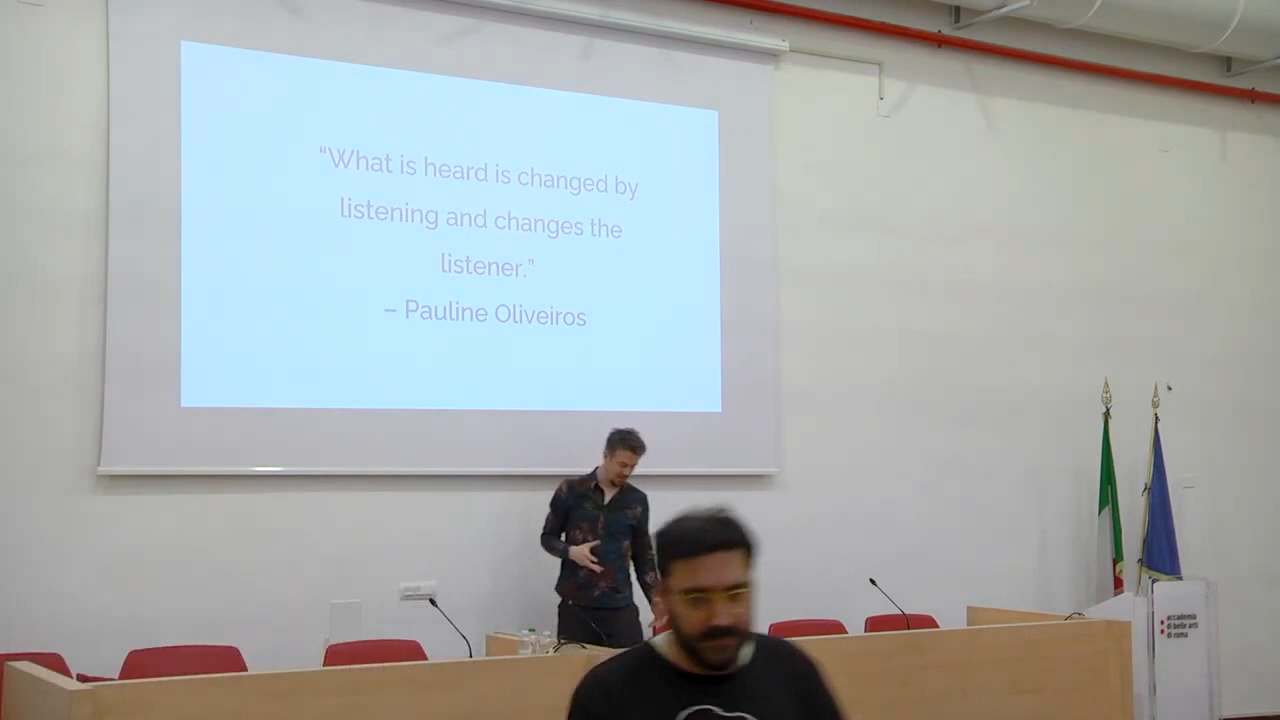 “What is heard is changed by
listening and changes the
listener.”
– Pauline Oliveiros
accademia
di belle arti
di roma